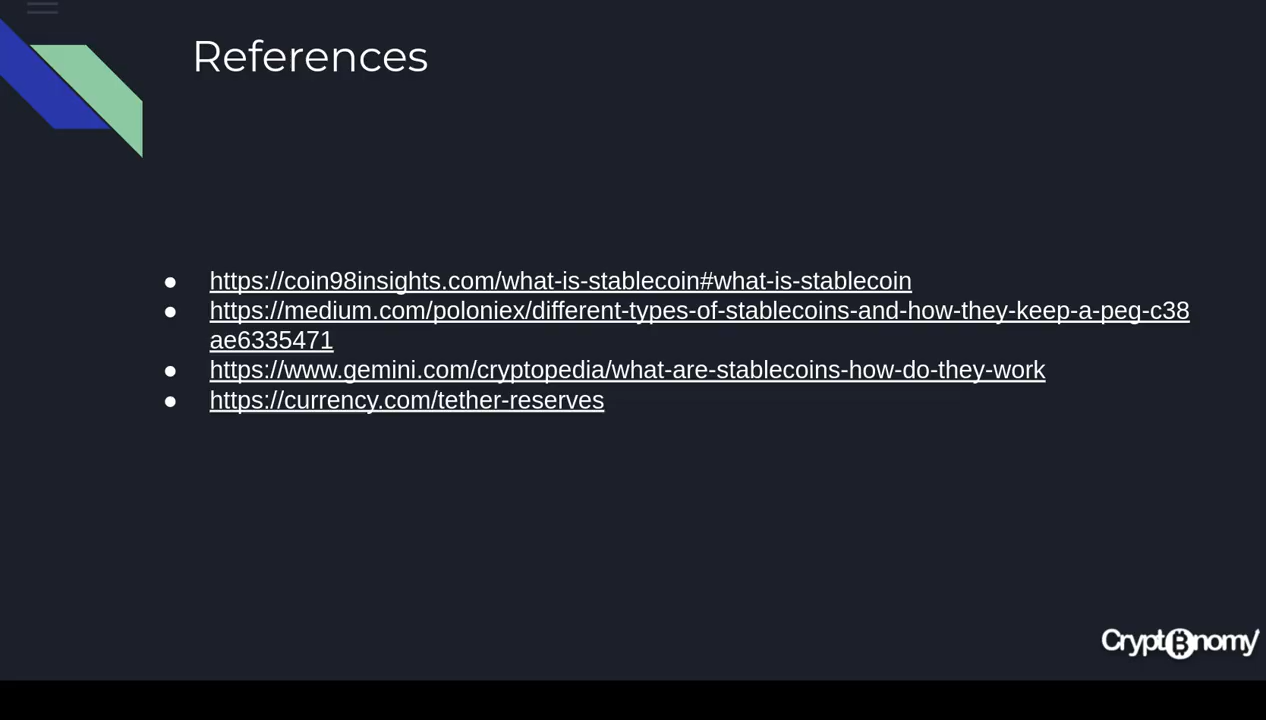 References
● https://coin98insights.com/what-is-stablecoin#what-is-stablecoin
● https://medium.com/poloniex/different-types-of-stablecoins-and-how-they-keep-a-peg-c38
ae6335471
● https://www.gemini.com/cryptopedia/what-are-stablecoins-how-do-they-work
● https://currency.com/tether-reserves
Crypt₿nomy